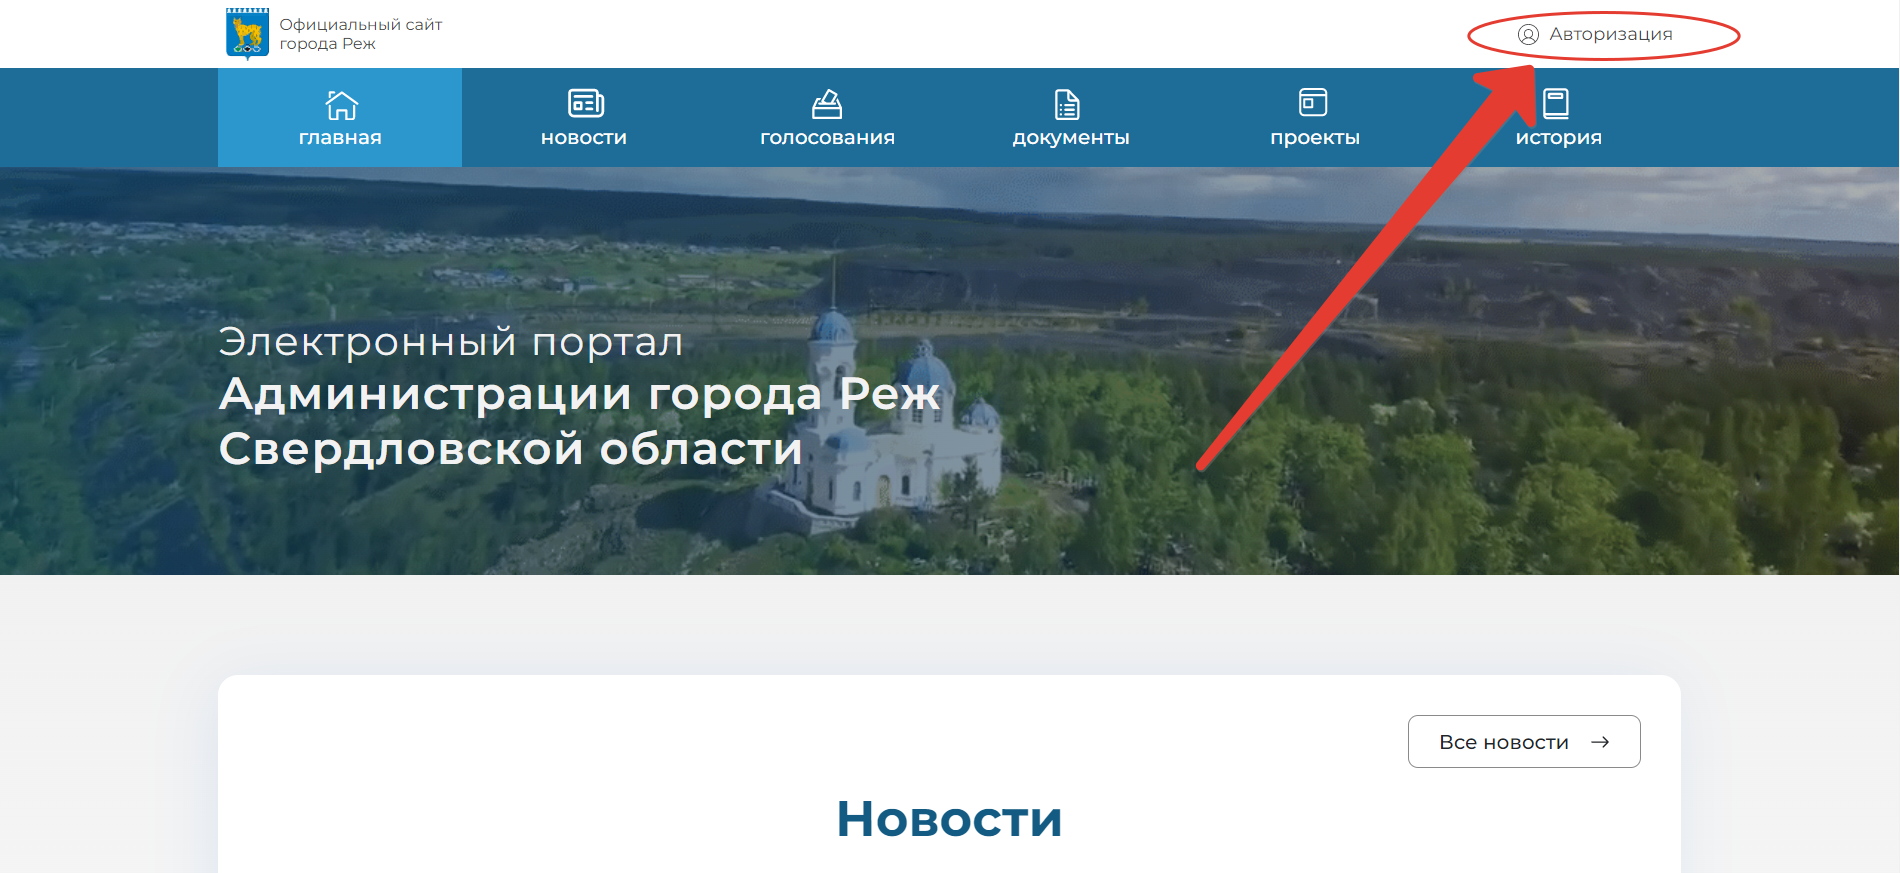 Официальный сайт
города Реж
Авторизация
главная
новости
голосования
документы
проекты
история
Электронный портал
Администрации города Реж
Свердловской области
Все новости
Новости